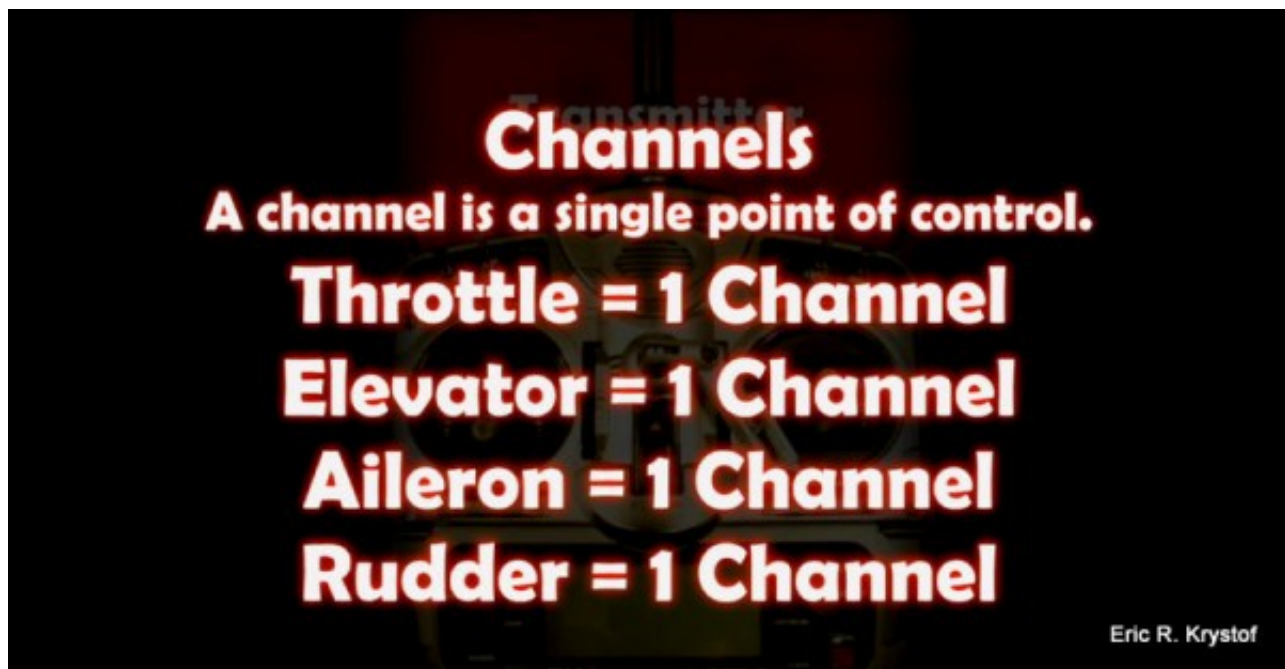 Transmitter
Channels
A channel is a single point of control.
Throttle = 1 Channel
Elevator = 1 Channel
Aileron = 1 Channel
Rudder = 1 Channel
Eric R. Krystof